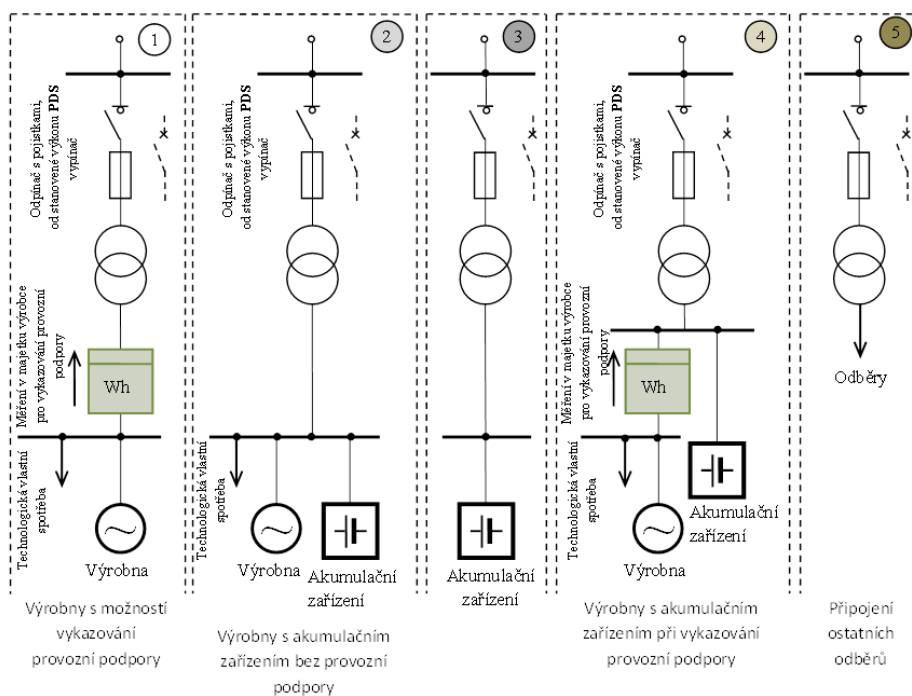 1
Odpínač s pojistkami,
od stanovené výkonu PDS
vypínač
Měření v majetku výrobce
pro vykazování provozní
podpory
Wh
Technologická vlastní
spotřeba
Výrobna
Výrobny s možností
vykazování
provozní podpory
2
Odpínač s pojistkami,
od stanovené výkonu PDS
vypínač
Technologická vlastní
spotřeba
Výrobna
Akumulační
zařízení
Výrobny s akumulačním
zařízením bez provozní
podpory
3
Akumulační
zařízení
4
Odpínač s pojistkami,
od stanovené výkonu PDS
vypínač
Měření v majetku výrobce
pro vykazování provozní
podpory
Wh
Technologická vlastní
spotřeba
Výrobna
Akumulační
zařízení
Výrobny s akumulačním
zařízením při vykazování
provozní podpory
5
Odběry
Připojení
ostatních
odběrů